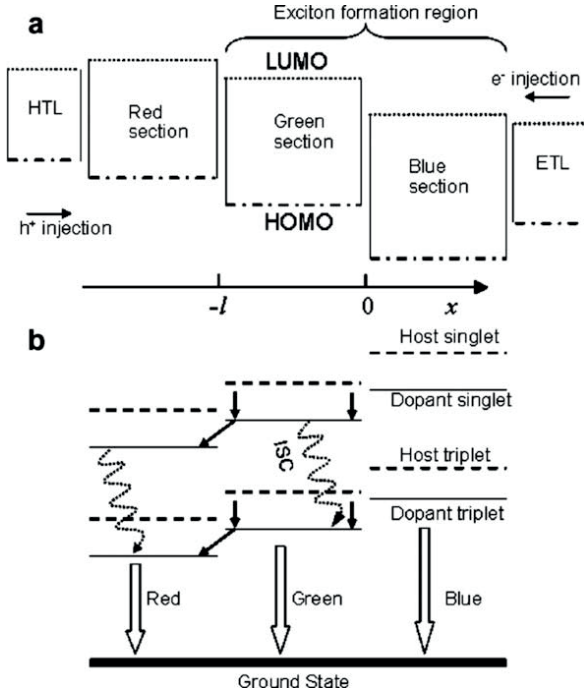 a
Exciton formation region
LUMO
e- injection
HTL
Red
section
Green
section
Blue
section
ETL
HOMO
h+ injection
-l
0
x
b
Host singlet
Dopant singlet
ISC
Host triplet
Dopant triplet
Red
Green
Blue
Ground State